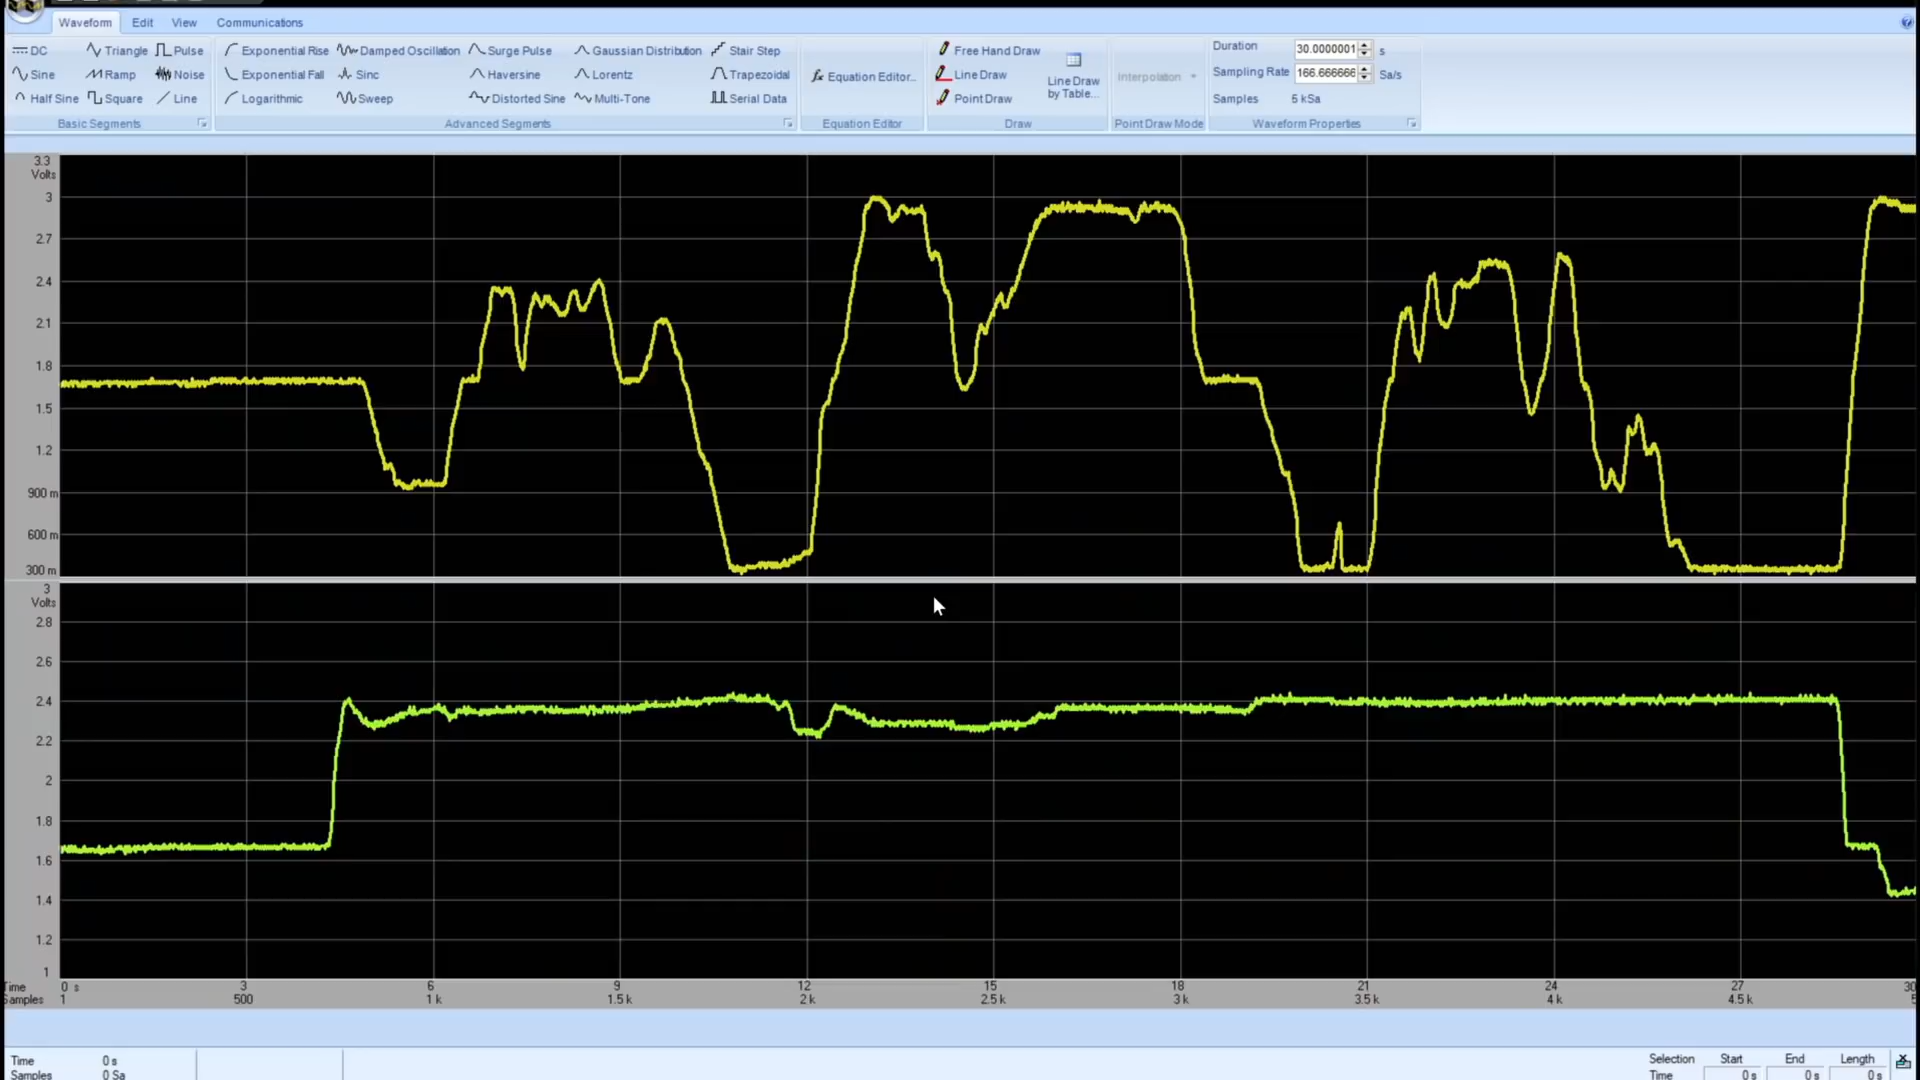 Waveform Edit View Communications
DC Triangle Pulse Exponential Rise Damped Oscillation Surge Pulse Gaussian Distribution Stair Step Free Hand Draw Duration 30.0000001 s
Sine Ramp Noise Exponential Fall Sinc Haversine Lorentz Trapezoidal fx Equation Editor... Line Draw Line Draw by Table... Interpolation Sampling Rate 166.666666 Sa/s
Half Sine Square Line Logarithmic Sweep Distorted Sine Multi-Tone Serial Data Point Draw Samples 5 kSa
Basic Segments Advanced Segments Equation Editor Draw Point Draw Mode Waveform Properties
3.3
Volts
3
2.7
2.4
2.1
1.8
1.5
1.2
900 m
600 m
300 m
3
Volts
2.8
2.6
2.4
2.2
2
1.8
1.6
1.4
1.2
1
Time 0 s 3 6 9 12 15 18 21 24 27 30
Samples 1 500 1 k 1.5 k 2 k 2.5 k 3 k 3.5 k 4 k 4.5 k 5
Time 0 s Selection Start End Length
Samples 0 Sa Time 0 s 0 s 0 s